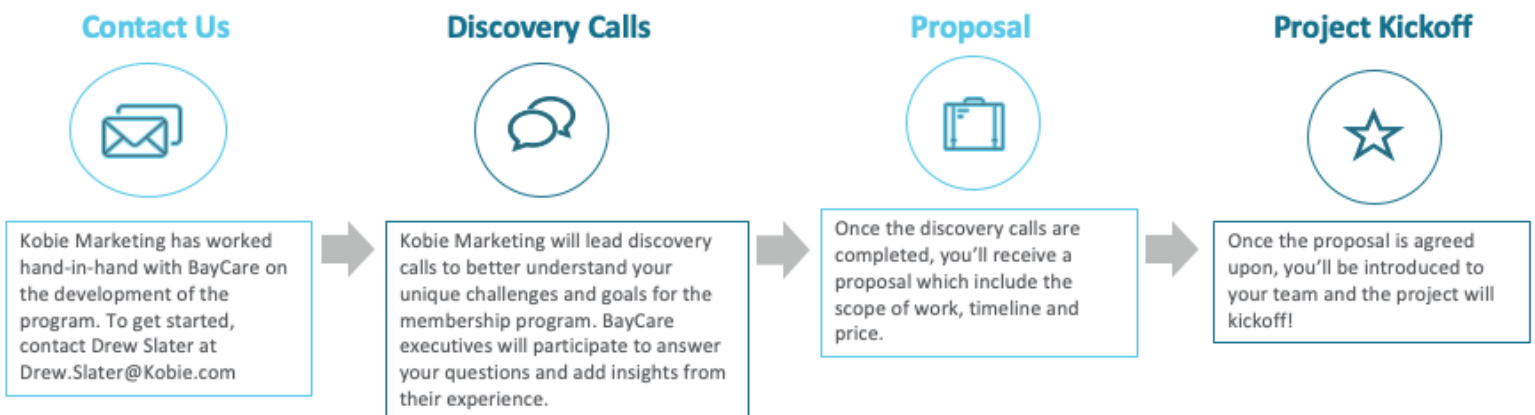 Contact Us
Kobie Marketing has worked
hand-in-hand with BayCare on
the development of the
program. To get started,
contact Drew Slater at
Drew.Slater@Kobie.com
Discovery Calls
Kobie Marketing will lead discovery
calls to better understand your
unique challenges and goals for the
membership program. BayCare
executives will participate to answer
your questions and add insights from
their experience.
Proposal
Once the discovery calls are
completed, you’ll receive a
proposal which include the
scope of work, timeline and
price.
Project Kickoff
Once the proposal is agreed
upon, you’ll be introduced to
your team and the project will
kickoff!